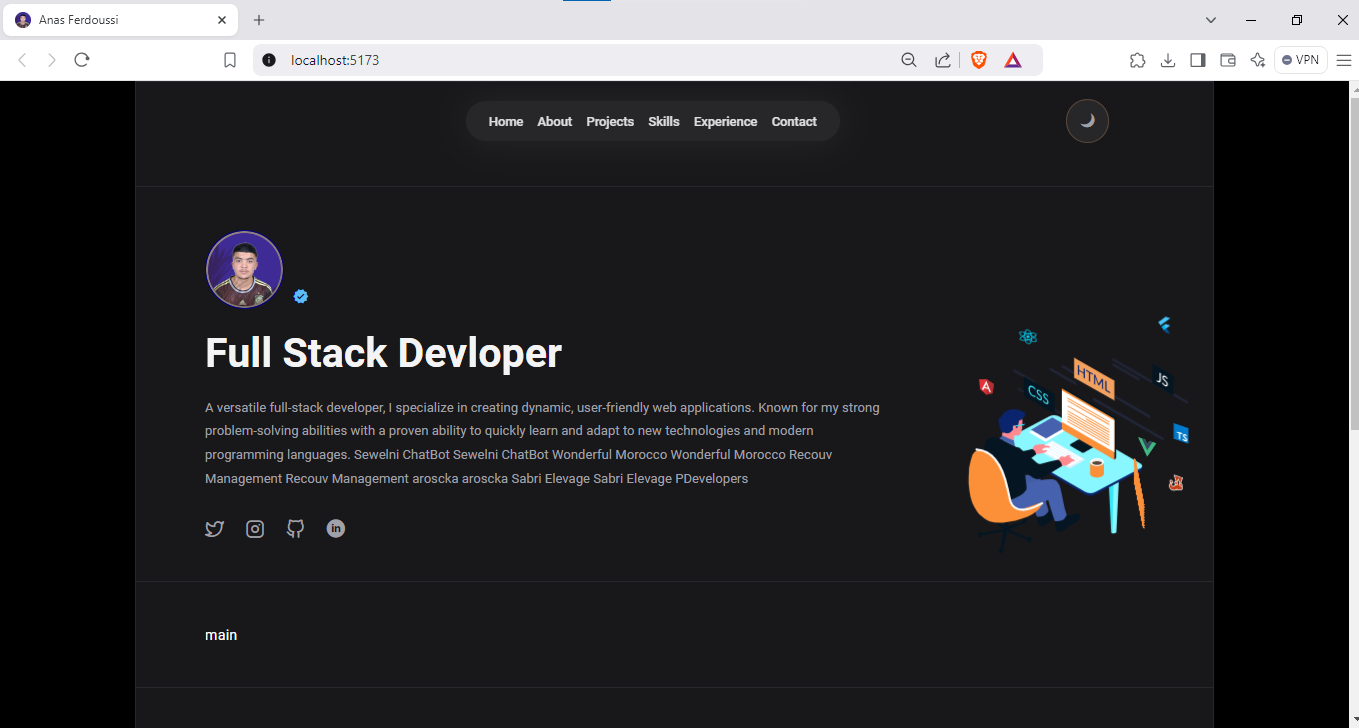 Anas Ferdoussi
localhost:5173
VPN
Home About Projects Skills Experience Contact
Full Stack Devloper
A versatile full-stack developer, I specialize in creating dynamic, user-friendly web applications. Known for my strong
problem-solving abilities with a proven ability to quickly learn and adapt to new technologies and modern
programming languages. Sewelni ChatBot Sewelni ChatBot Wonderful Morocco Wonderful Morocco Recouv
Management Recouv Management aroscka aroscka Sabri Elevage Sabri Elevage PDevelopers
in
HTML
JS
CSS
A
TS
main